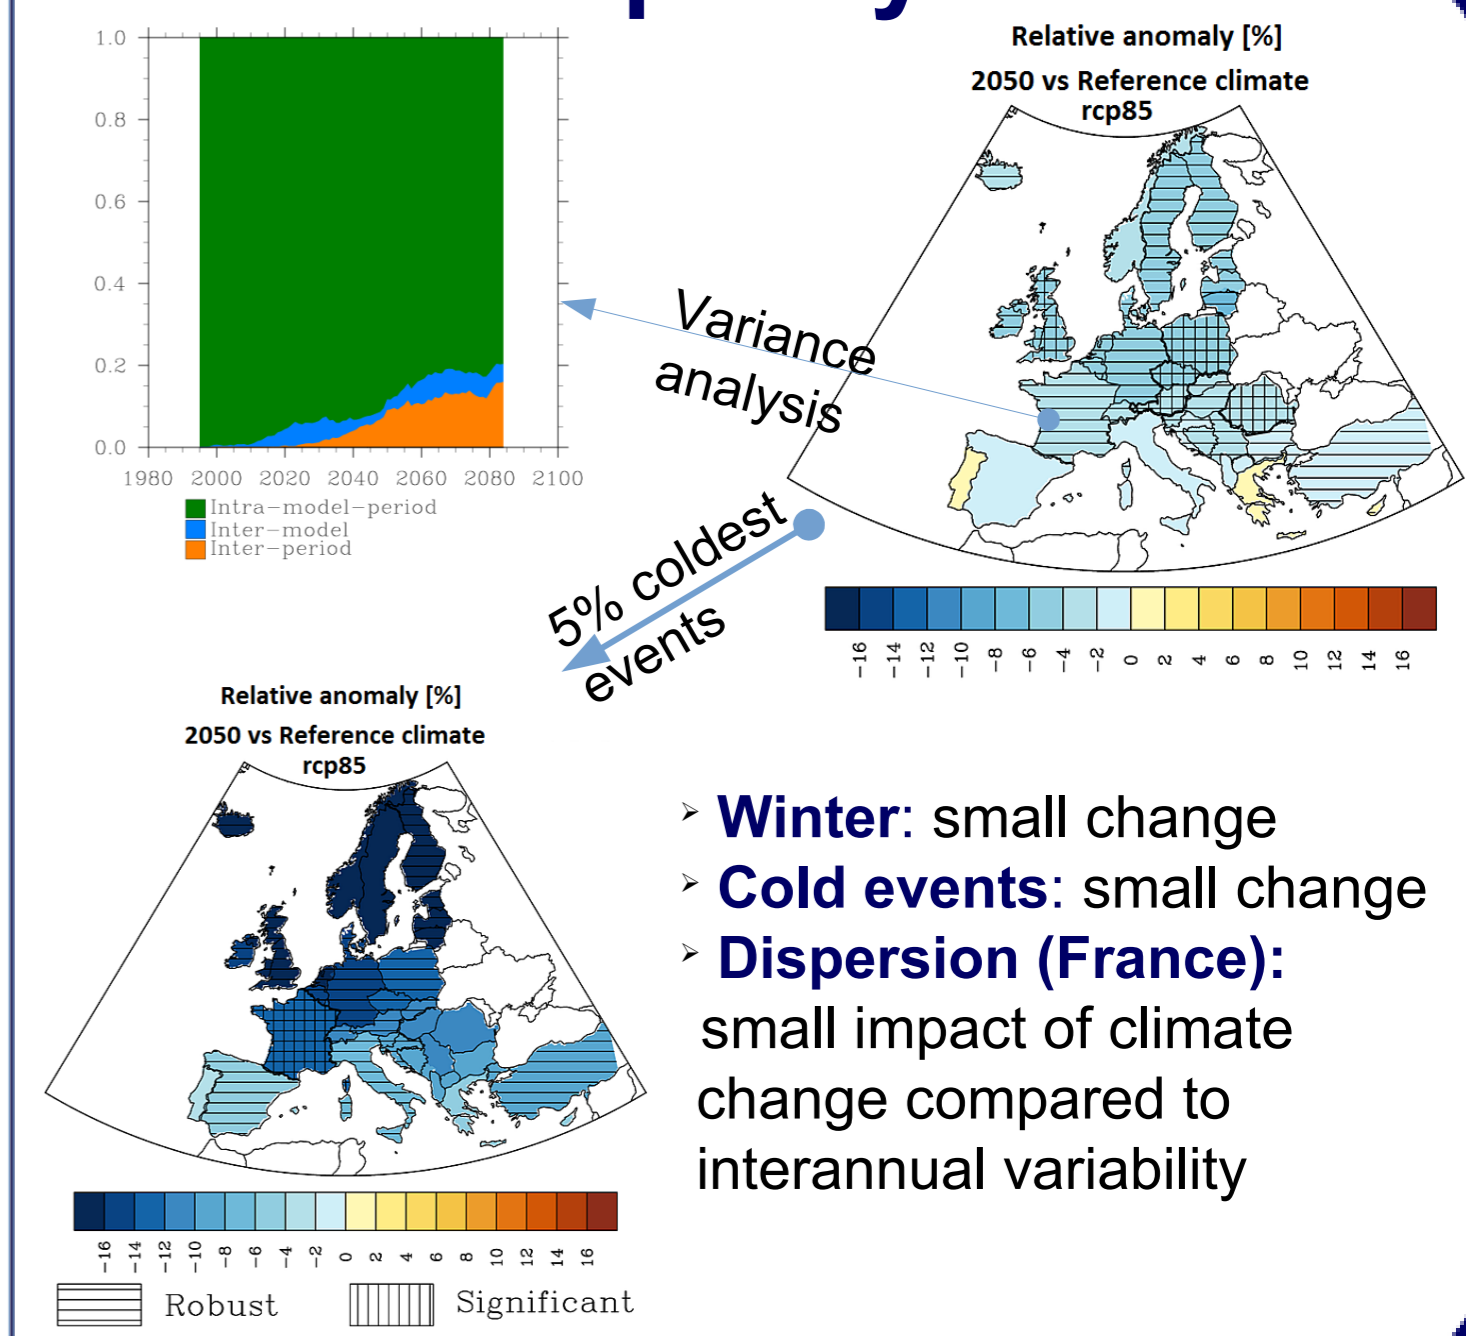 1.0
0.8
0.6
0.4
0.2
0.0
1980 2000 2020 2040 2060 2080 2100
Intra-model-period
Inter-model
Inter-period
Relative anomaly [%]
2050 vs Reference climate
rcp85
Variance
analysis
-16 -14 -12 -10 -8 -6 -4 -2 0 2 4 6 8 10 12 14 16
5% coldest
events
Relative anomaly [%]
2050 vs Reference climate
rcp85
-16 -14 -12 -10 -8 -6 -4 -2 0 2 4 6 8 10 12 14 16
Robust Significant
➢ Winter: small change
➢ Cold events: small change
➢ Dispersion (France):
small impact of climate
change compared to
interannual variability